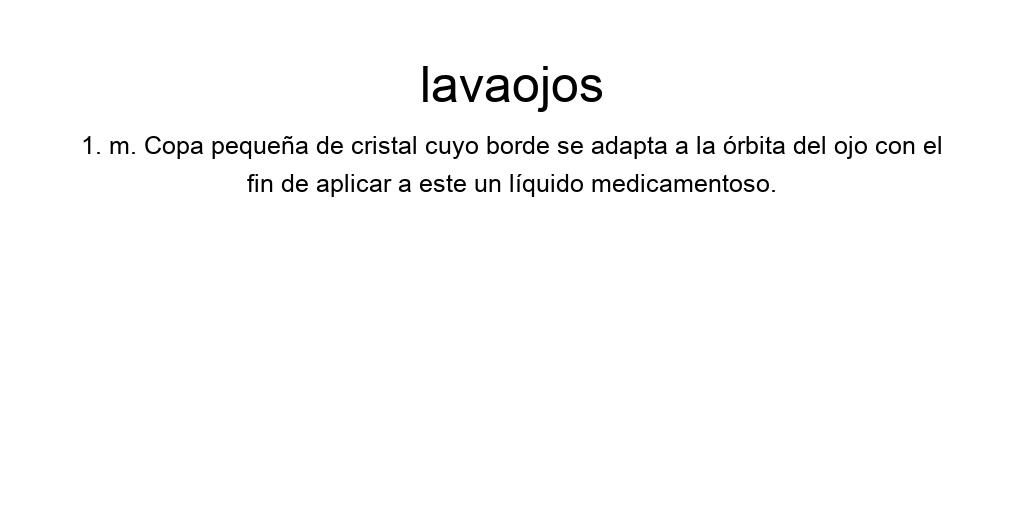 lavaojos
1. m. Copa pequeña de cristal cuyo borde se adapta a la órbita del ojo con el
fin de aplicar a este un líquido medicamentoso.